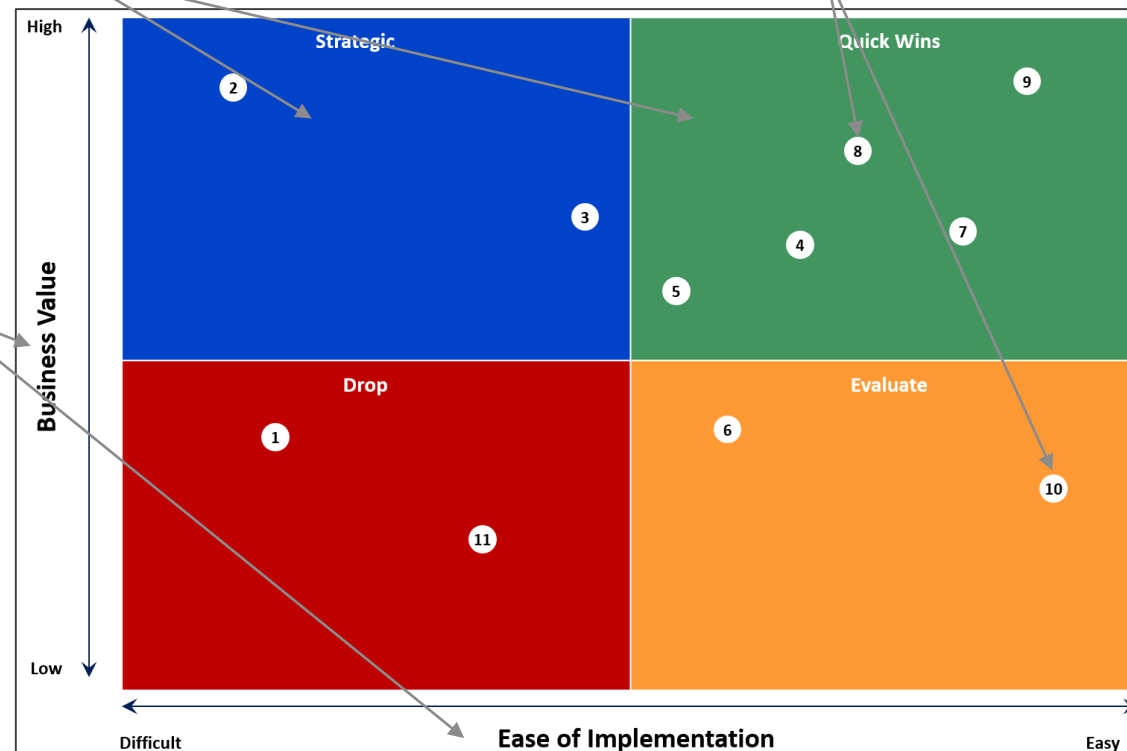 High
Strategic
Quick Wins
2
9
8
3
7
4
5
Business Value
Drop
Evaluate
1
6
10
11
Low
Difficult
Ease of Implementation
Easy